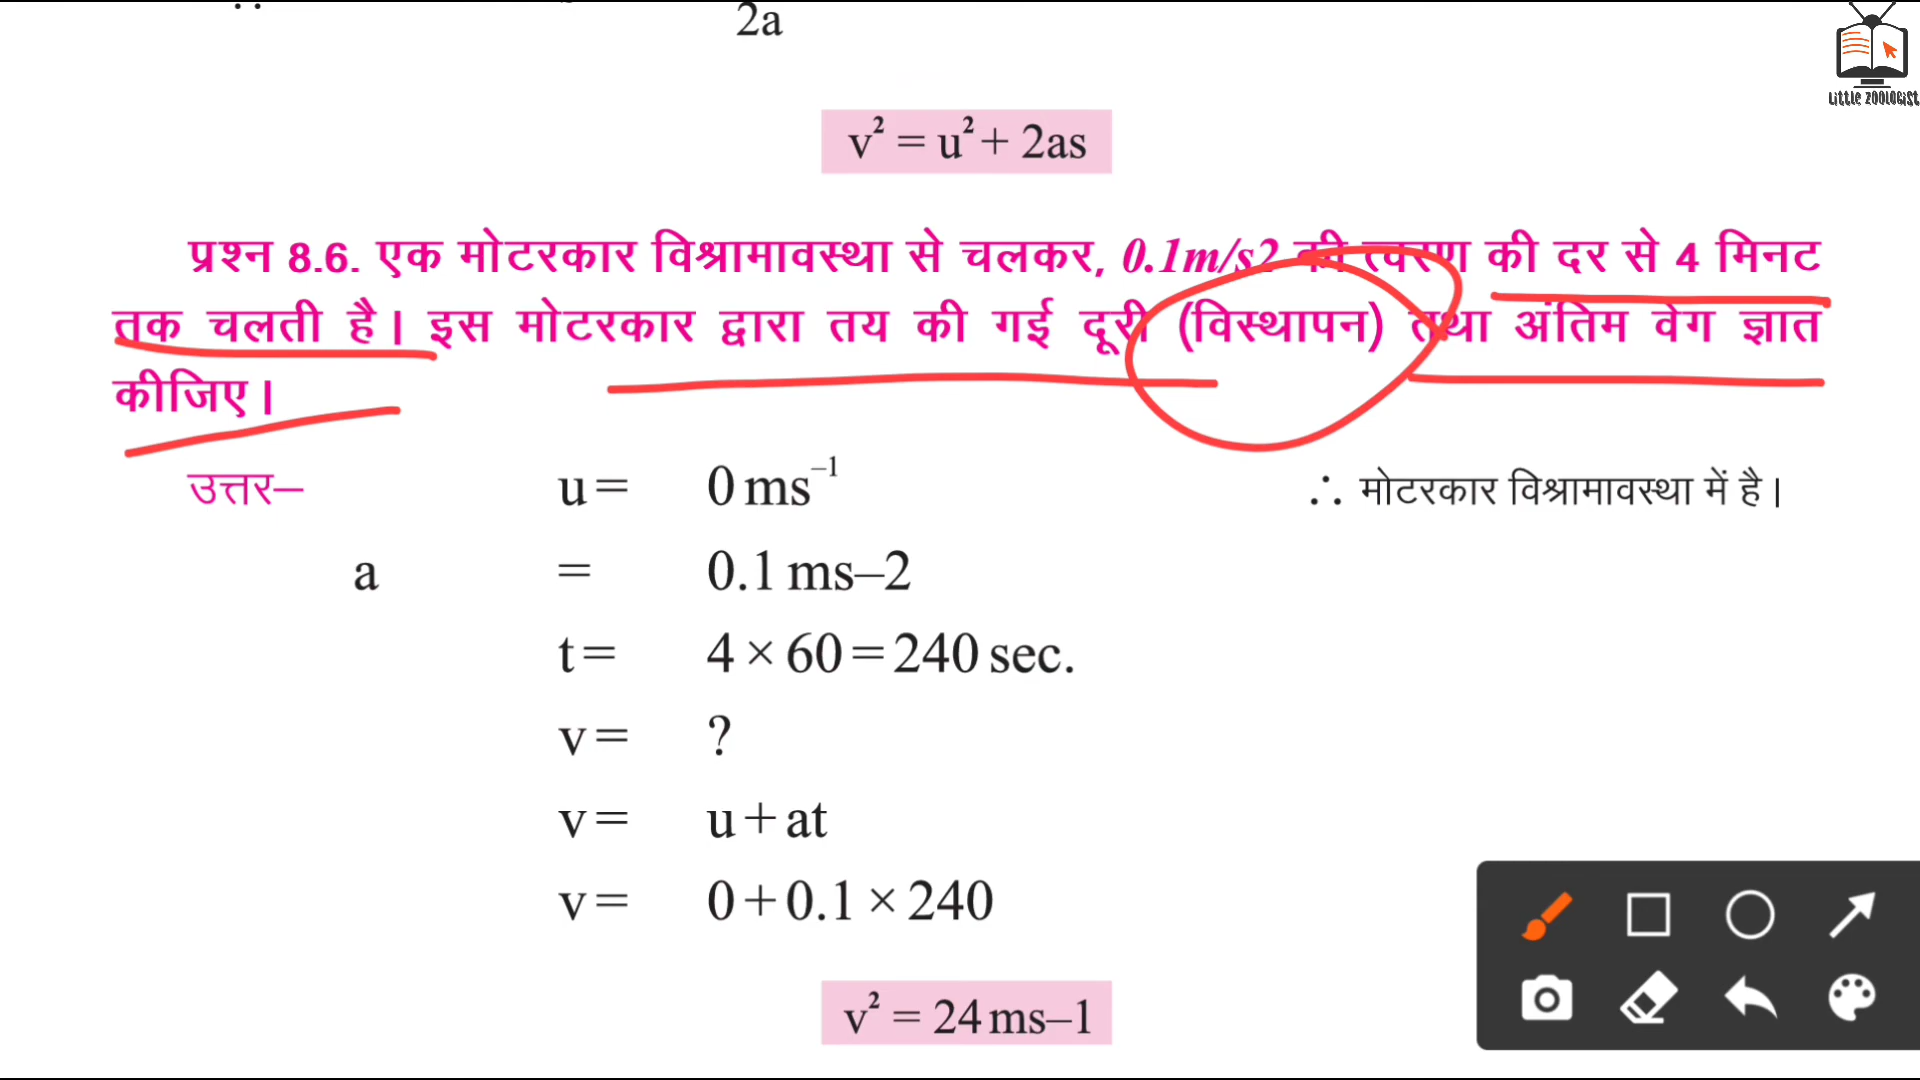 2a
LITTLE ZOOLOGIST
v² = u² + 2as
प्रश्न 8.6. एक मोटरकार विश्रामावस्था से चलकर, 0.1m/s2 की त्वरण की दर से 4 मिनट
तक चलती है। इस मोटरकार द्वारा तय की गई दूरी (विस्थापन) तथा अंतिम वेग ज्ञात
कीजिए।
उत्तर– u = 0 ms⁻¹ ∴ मोटरकार विश्रामावस्था में है।
a = 0.1 ms–2
t = 4 × 60 = 240 sec.
v = ?
v = u + at
v = 0 + 0.1 × 240
v² = 24 ms–1